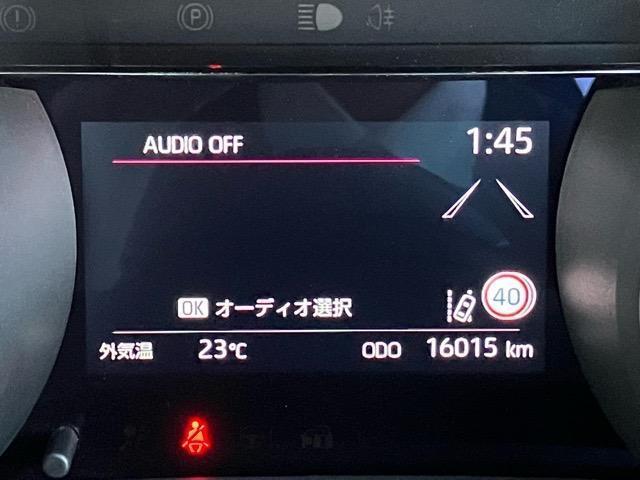 P
AUDIO OFF
1:45
OK オーディオ選択
40
外気温 23℃ ODO 16015 km